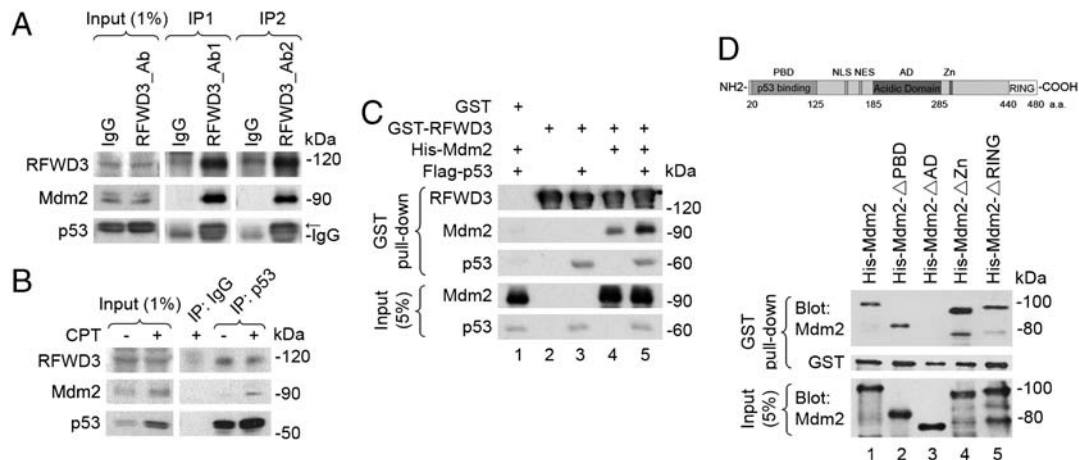 A
Input (1%) IP1 IP2
IgG RFWD3_Ab IgG RFWD3_Ab1 IgG RFWD3_Ab2 kDa
RFWD3 -120
Mdm2 -90
p53 ←
-IgG
B
Input (1%) IP: IgG IP: p53
CPT - + + - + kDa
RFWD3 -120
Mdm2 -90
p53 -50
C
GST +
GST-RFWD3 + + + +
His-Mdm2 + + +
Flag-p53 + + + kDa
GST pull-down
RFWD3 -120
Mdm2 -90
p53 -60
Input (5%)
Mdm2 -90
p53 -60
1 2 3 4 5
D
PBD NLS NES AD Zn
NH2- p53 binding Acidic Domain RING -COOH
20 125 185 285 440 480 a.a.
His-Mdm2 His-Mdm2-△PBD His-Mdm2-△AD His-Mdm2-△Zn His-Mdm2-△RING kDa
GST pull-down
Blot: Mdm2 -100
-80
GST
Input (5%)
Blot: Mdm2 -100
-80
1 2 3 4 5